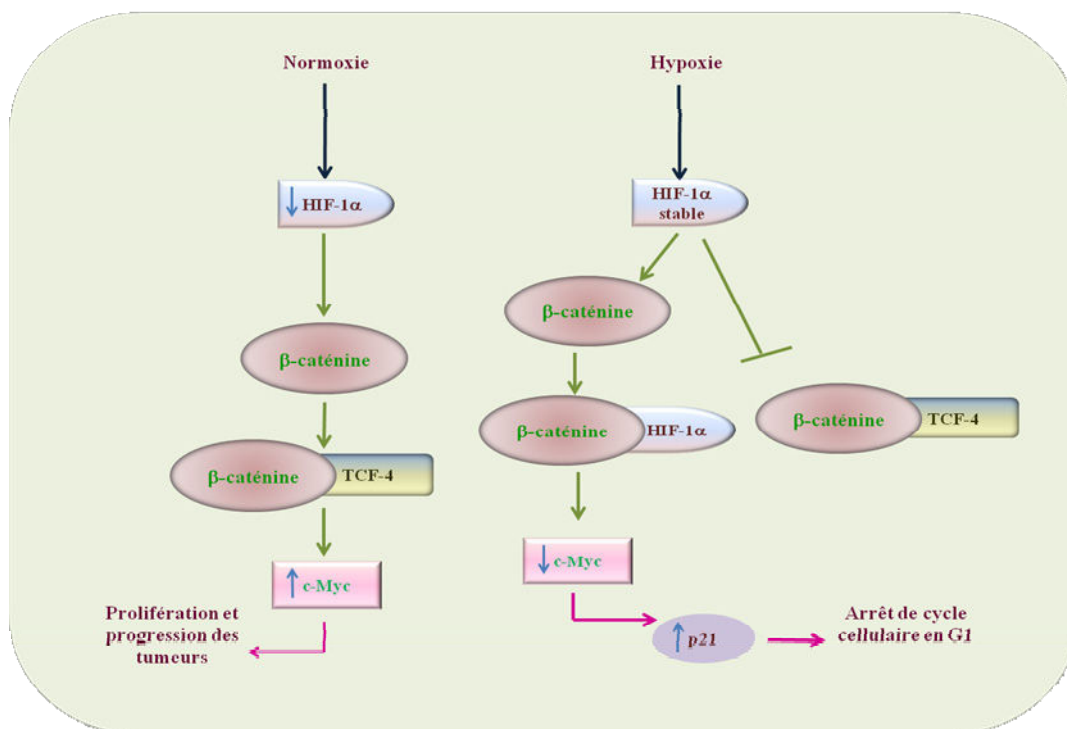 Normoxie
↓ HIF-1α
β-caténine
β-caténine
TCF-4
↑ c-Myc
Prolifération et
progression des
tumeurs
Hypoxie
HIF-1α
stable
β-caténine
β-caténine
HIF-1α
β-caténine
TCF-4
↓ c-Myc
↑ p21
Arrêt de cycle
cellulaire en G1